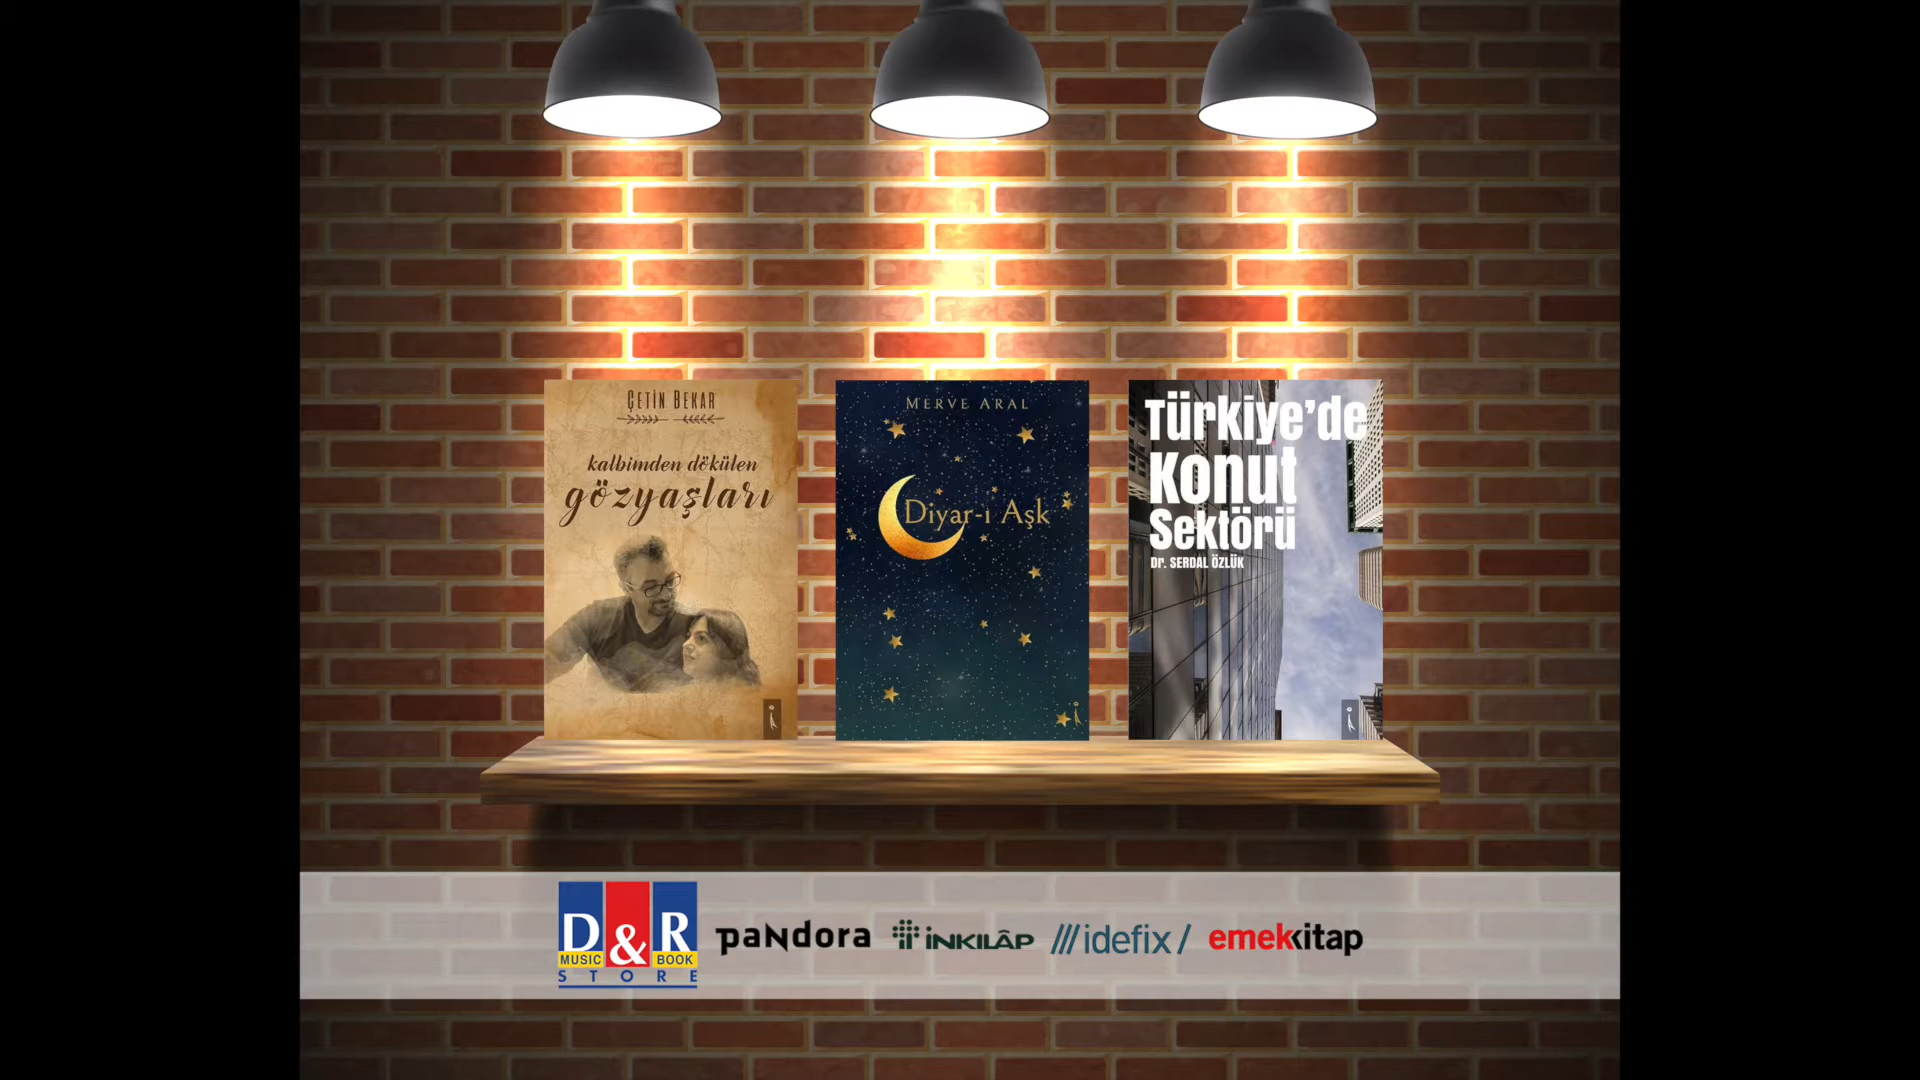 ÇETİN BEKAR
kalbimden dökülen
gözyaşları
MERVE ARAL
Diyar-ı Aşk
Türkiye'de
Konut
Sektörü
Dr. SERDAL ÖZLÜK
D&R
MUSIC BOOK
STORE
paNdora
İNKILÂP
///idefix/
emekkitap